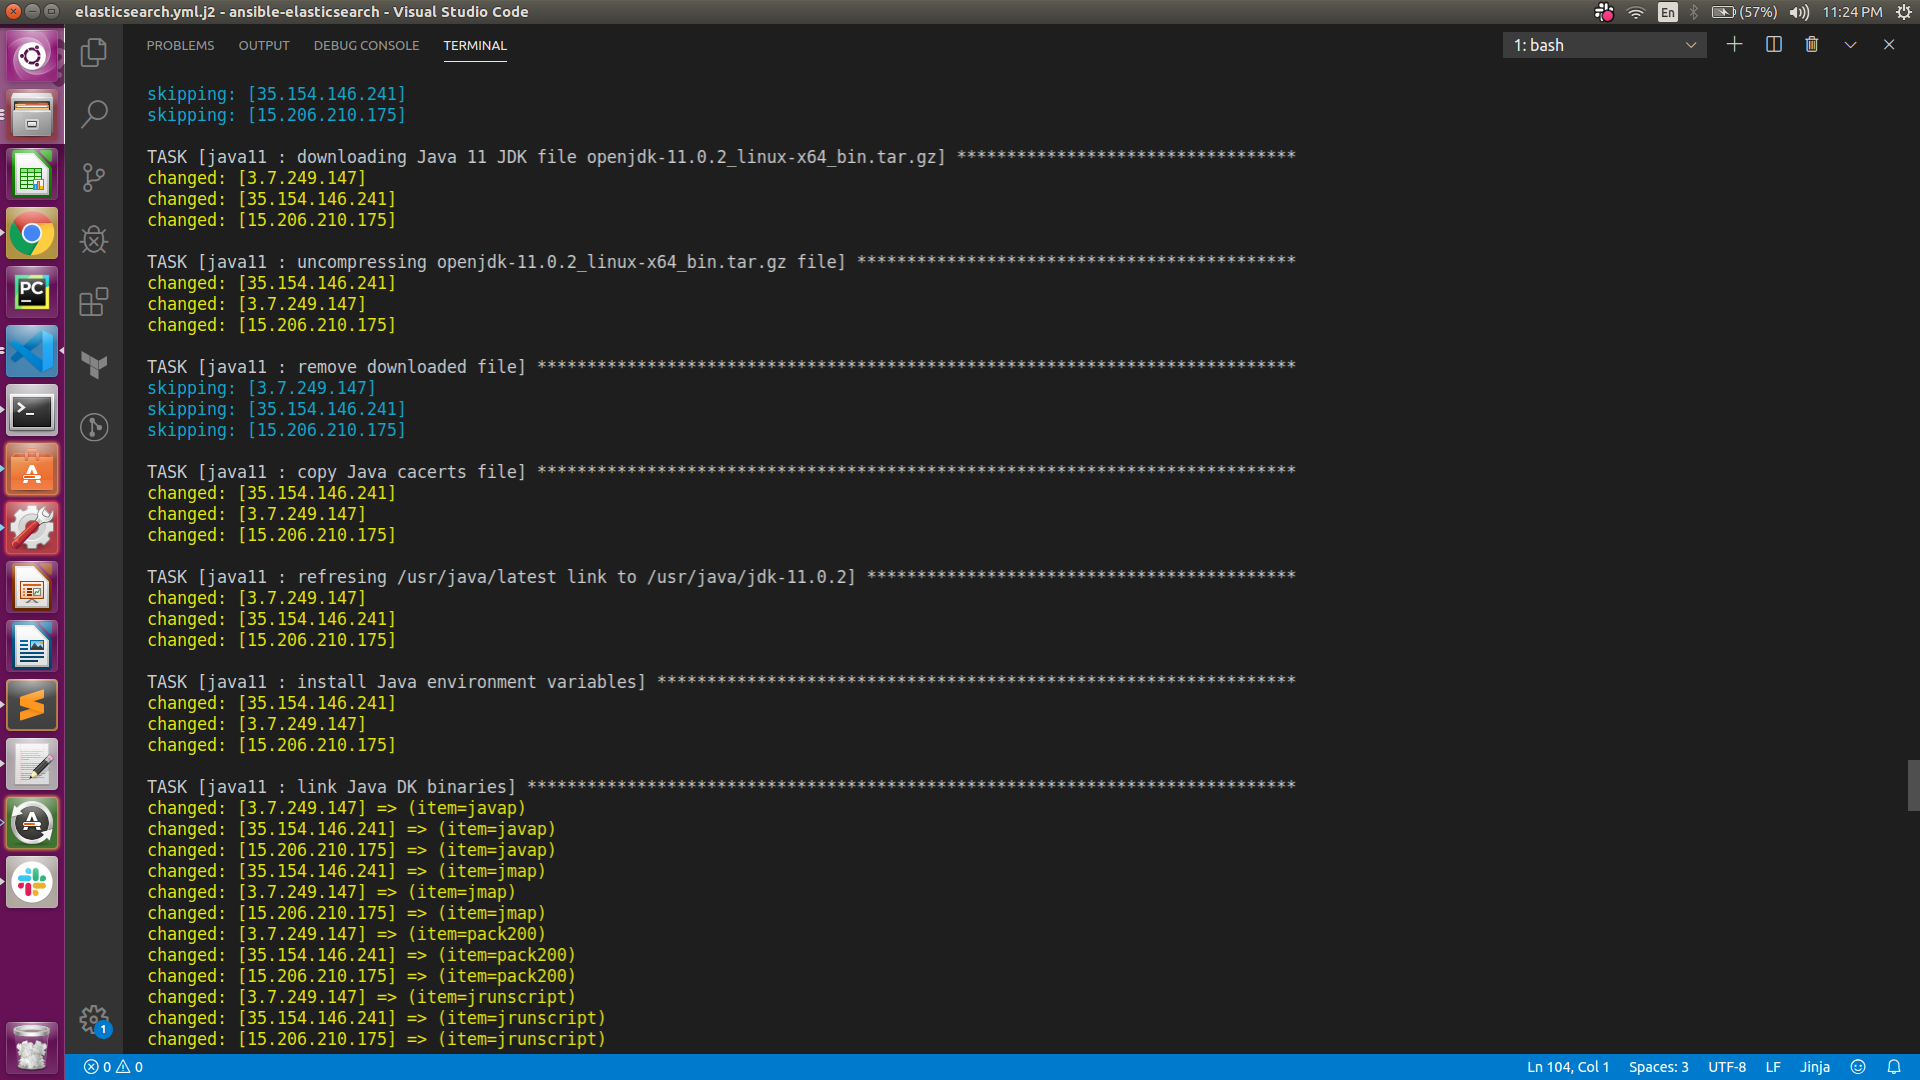 elasticsearch.yml.j2 - ansible-elasticsearch - Visual Studio Code
En (57%) 11:24 PM
PROBLEMS OUTPUT DEBUG CONSOLE TERMINAL 1: bash
skipping: [35.154.146.241]
skipping: [15.206.210.175]
TASK [java11 : downloading Java 11 JDK file openjdk-11.0.2_linux-x64_bin.tar.gz] **********************************
changed: [3.7.249.147]
changed: [35.154.146.241]
changed: [15.206.210.175]
TASK [java11 : uncompressing openjdk-11.0.2_linux-x64_bin.tar.gz file] ********************************************
changed: [35.154.146.241]
changed: [3.7.249.147]
changed: [15.206.210.175]
TASK [java11 : remove downloaded file] ****************************************************************************
skipping: [3.7.249.147]
skipping: [35.154.146.241]
skipping: [15.206.210.175]
TASK [java11 : copy Java cacerts file] ****************************************************************************
changed: [35.154.146.241]
changed: [3.7.249.147]
changed: [15.206.210.175]
TASK [java11 : refresing /usr/java/latest link to /usr/java/jdk-11.0.2] *******************************************
changed: [3.7.249.147]
changed: [35.154.146.241]
changed: [15.206.210.175]
TASK [java11 : install Java environment variables] ****************************************************************
changed: [35.154.146.241]
changed: [3.7.249.147]
changed: [15.206.210.175]
TASK [java11 : link Java DK binaries] *****************************************************************************
changed: [3.7.249.147] => (item=javap)
changed: [35.154.146.241] => (item=javap)
changed: [15.206.210.175] => (item=javap)
changed: [35.154.146.241] => (item=jmap)
changed: [3.7.249.147] => (item=jmap)
changed: [15.206.210.175] => (item=jmap)
changed: [3.7.249.147] => (item=pack200)
changed: [35.154.146.241] => (item=pack200)
changed: [15.206.210.175] => (item=pack200)
changed: [3.7.249.147] => (item=jrunscript)
changed: [35.154.146.241] => (item=jrunscript)
changed: [15.206.210.175] => (item=jrunscript)
PC
1
0 0 Ln 104, Col 1 Spaces: 3 UTF-8 LF Jinja